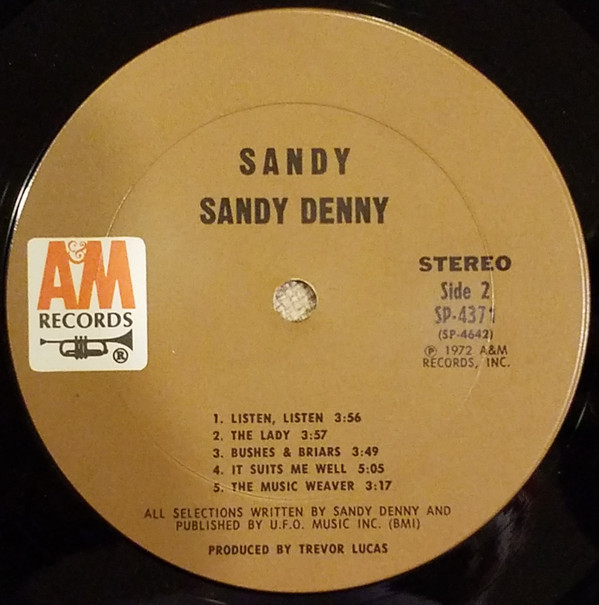 SANDY
SANDY DENNY
A&M
RECORDS
®
STEREO
Side 2
SP-4371
(SP-4642)
℗ 1972 A&M
RECORDS, INC.
1. LISTEN, LISTEN 3:56
2. THE LADY 3:57
3. BUSHES & BRIARS 3:49
4. IT SUITS ME WELL 5:05
5. THE MUSIC WEAVER 3:17
ALL SELECTIONS WRITTEN BY SANDY DENNY AND
PUBLISHED BY U.F.O. MUSIC INC. (BMI)
PRODUCED BY TREVOR LUCAS